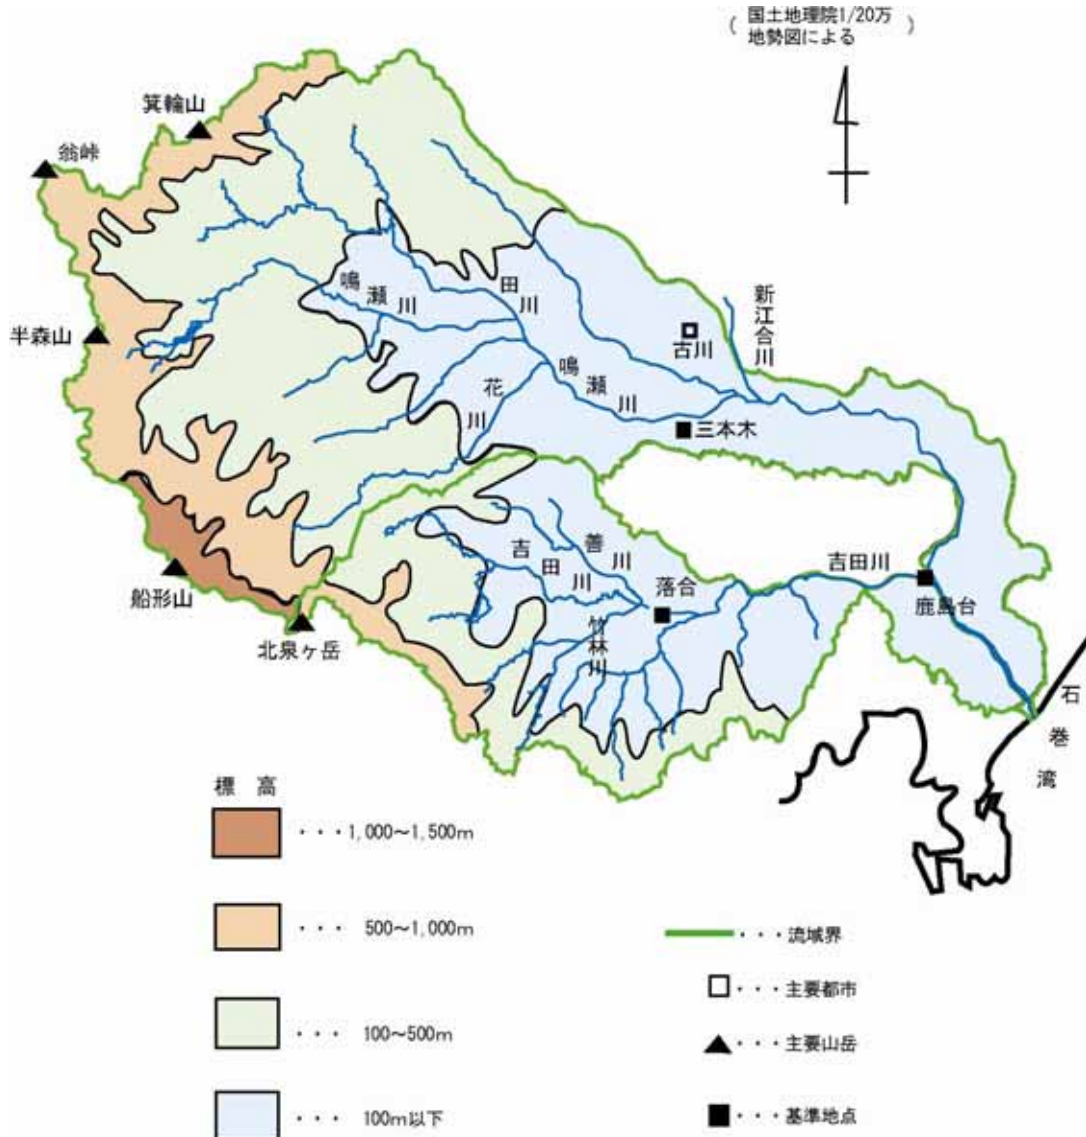 ( 国土地理院1/20万 )
地勢図による
箕輪山
翁峠
半森山
船形山
北泉ヶ岳
鳴瀬川
田川
鳴瀬川
花川
新江合川
古川
三本木
吉田川
善川
落合
竹林川
吉田川
鹿島台
石巻湾
標 高
・・・1,000～1,500m
・・・ 500～1,000m
・・・ 100～500m
・・・ 100m以下
・・・流域界
・・・主要都市
・・・主要山岳
・・・基準地点